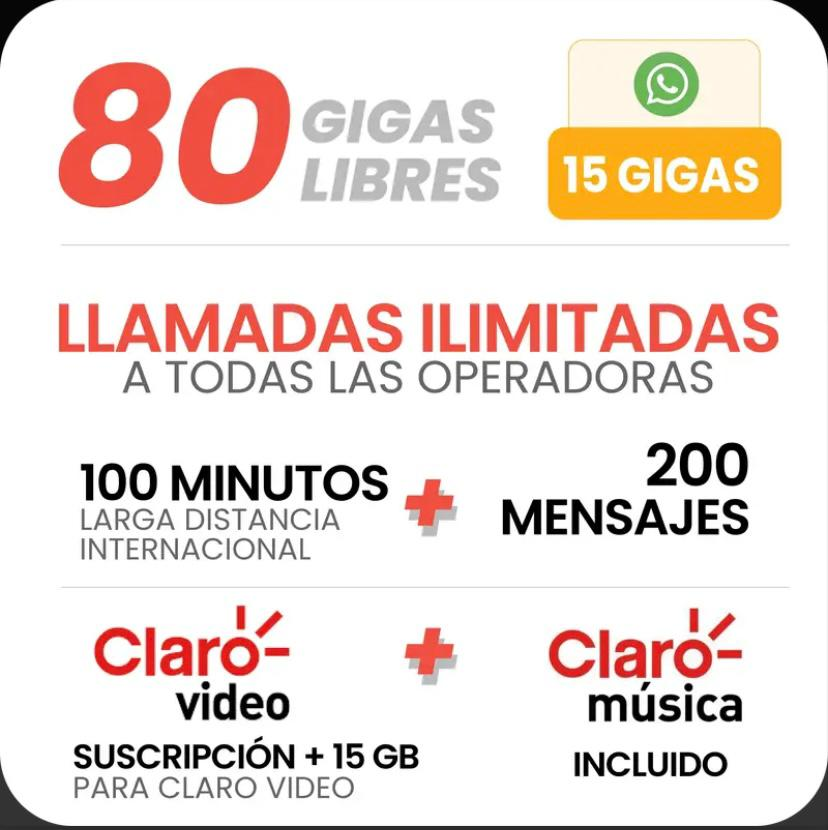 80 GIGAS
LIBRES
15 GIGAS
LLAMADAS ILIMITADAS
A TODAS LAS OPERADORAS
100 MINUTOS
LARGA DISTANCIA
INTERNACIONAL
+
200
MENSAJES
Claro
video
SUSCRIPCIÓN + 15 GB
PARA CLARO VIDEO
+
Claro
música
INCLUIDO